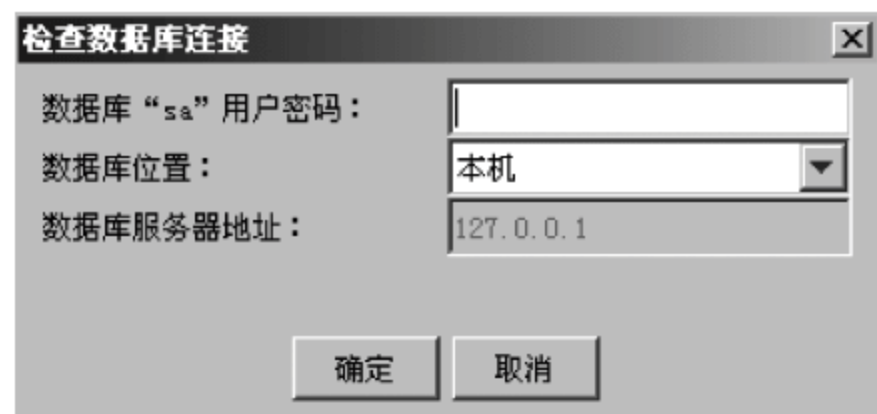 检查数据库连接
数据库“sa”用户密码：
数据库位置： 本机
数据库服务器地址： 127.0.0.1
确定 取消